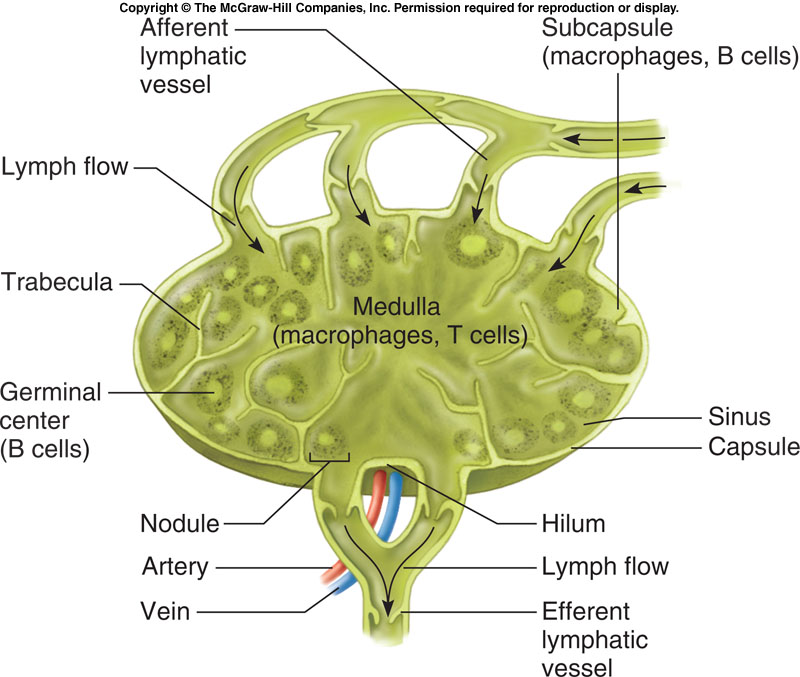 Copyright © The McGraw-Hill Companies, Inc. Permission required for reproduction or display.
Afferent
lymphatic
vessel
Subcapsule
(macrophages, B cells)
Lymph flow
Trabecula
Medulla
(macrophages, T cells)
Germinal
center
(B cells)
Sinus
Capsule
Nodule
Hilum
Artery
Lymph flow
Vein
Efferent
lymphatic
vessel